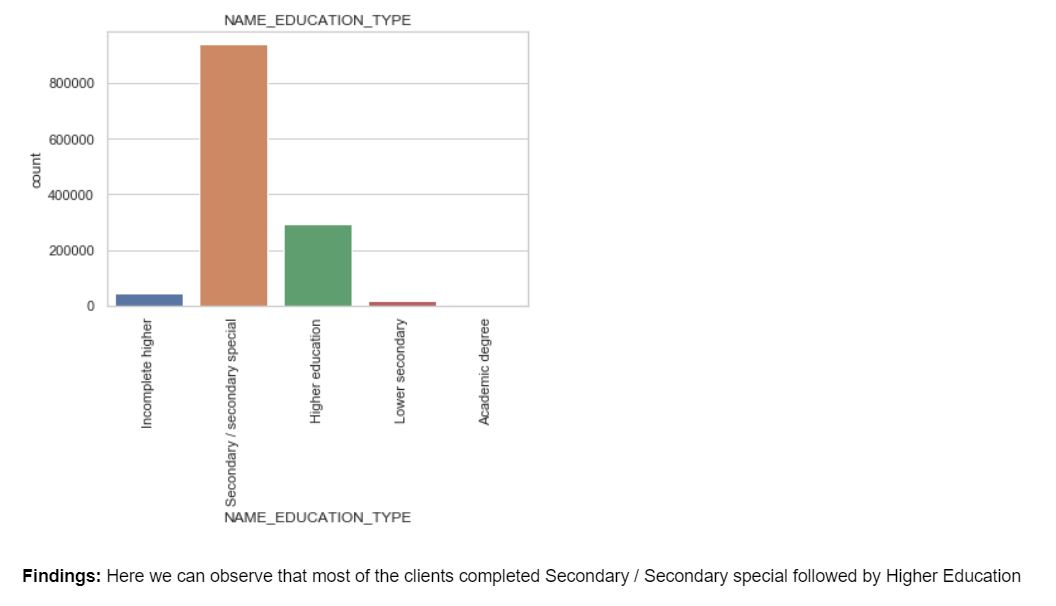 NAME_EDUCATION_TYPE
800000
600000
400000
200000
0
count
Incomplete higher
Secondary / secondary special
Higher education
Lower secondary
Academic degree
NAME_EDUCATION_TYPE
Findings: Here we can observe that most of the clients completed Secondary / Secondary special followed by Higher Education